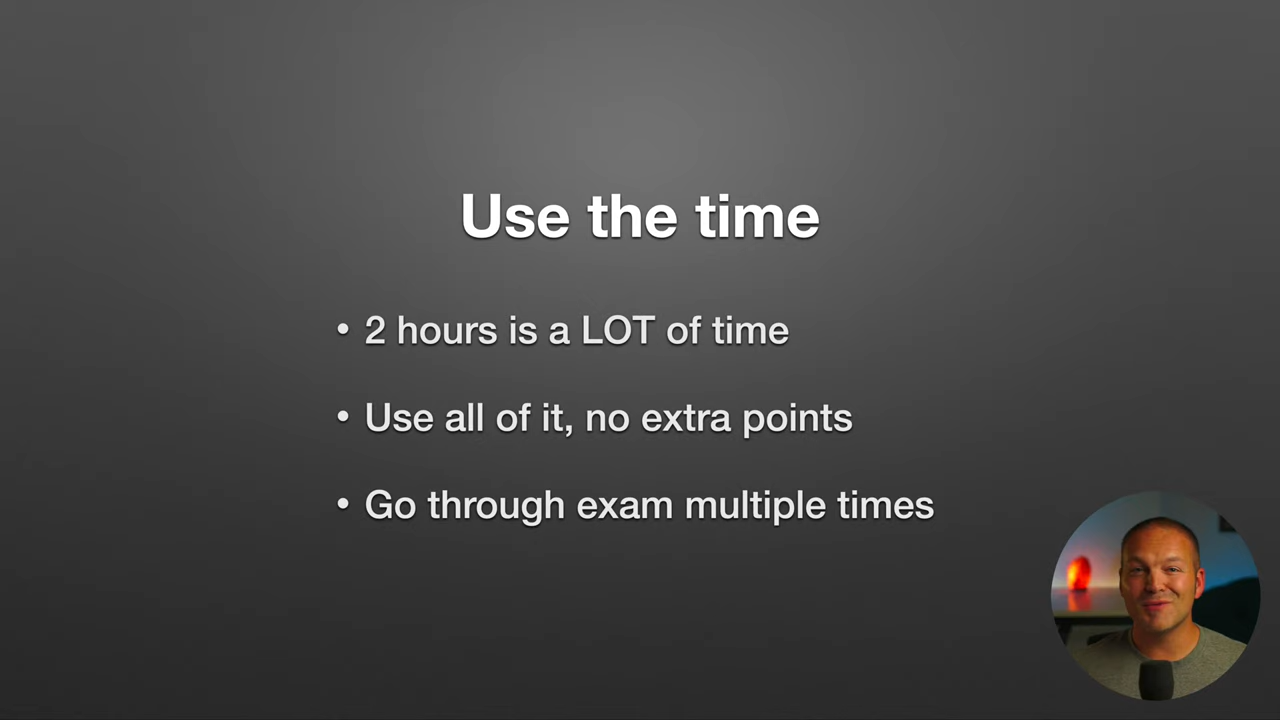 Use the time
• 2 hours is a LOT of time
• Use all of it, no extra points
• Go through exam multiple times